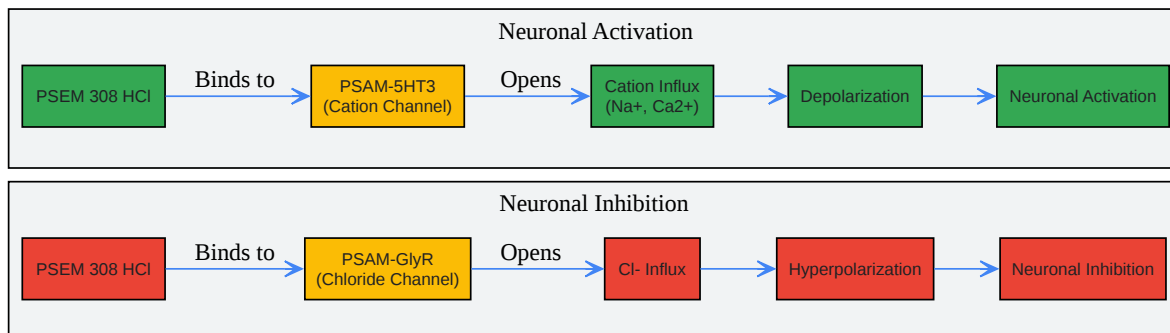 Neuronal Activation
PSEM 308 HCl
Binds to
PSAM-5HT3
(Cation Channel)
Opens
Cation Influx
(Na+, Ca2+)
Depolarization
Neuronal Activation
Neuronal Inhibition
PSEM 308 HCl
Binds to
PSAM-GlyR
(Chloride Channel)
Opens
Cl- Influx
Hyperpolarization
Neuronal Inhibition